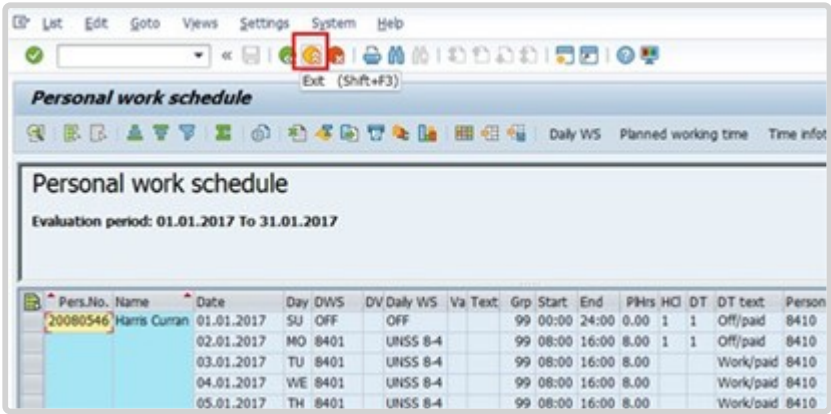 List Edit Goto Views Settings System Help
Exit (Shift+F3)
Personal work schedule
Daily WS Planned working time Time infot
Personal work schedule
Evaluation period: 01.01.2017 To 31.01.2017
Pers.No. Name Date Day DWS DV Daily WS Va Text Grp Start End PlHrs HCl DT DT text Person
20080546 Harris Curran 01.01.2017 SU OFF OFF 99 00:00 24:00 0.00 1 1 Off/paid 8410
02.01.2017 MO 8401 UNSS 8-4 99 08:00 16:00 8.00 1 1 Off/paid 8410
03.01.2017 TU 8401 UNSS 8-4 99 08:00 16:00 8.00 Work/paid 8410
04.01.2017 WE 8401 UNSS 8-4 99 08:00 16:00 8.00 Work/paid 8410
05.01.2017 TH 8401 UNSS 8-4 99 08:00 16:00 8.00 Work/paid 8410